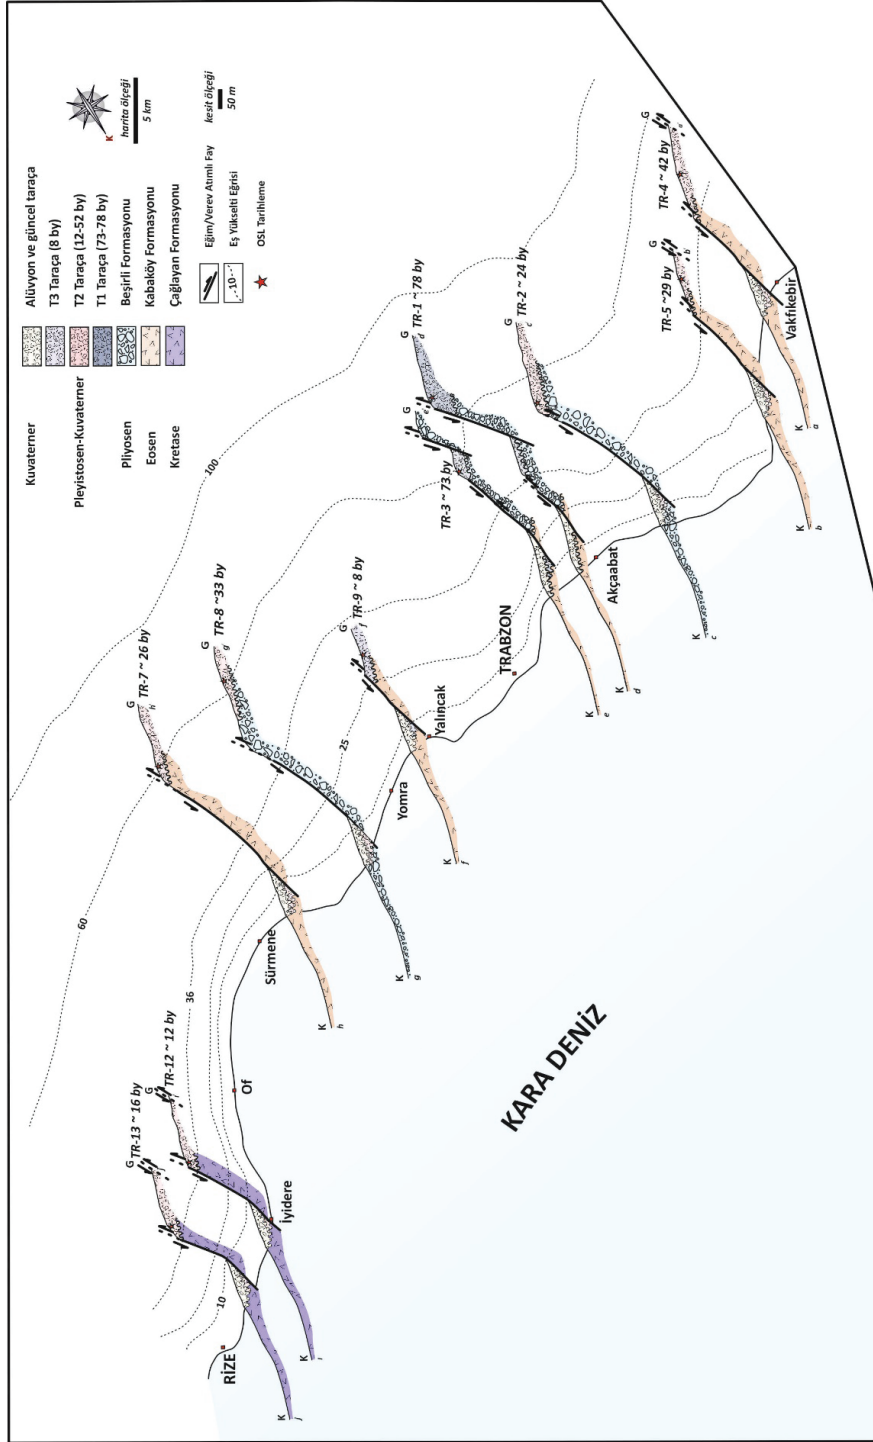 Kuvaterner
Pleyistosen-Kuvaterner
Pliyosen
Eosen
Kretase
Alüvyon ve güncel taraça
T3 Taraça (8 by)
T2 Taraça (12-52 by)
T1 Taraça (73-78 by)
Beşirli Formasyonu
Kabaköy Formasyonu
Çağlayan Formasyonu
Eğim/Verev Atımlı Fay
10
Eş Yükselti Eğrisi
OSL Tarihleme
K
harita ölçeği
5 km
kesit ölçeği
50 m
100
60
36
25
10
TR-13 ~ 16 by
G
K
j
TR-12 ~ 12 by
G
K
i
TR-7 ~ 26 by
G
h
K
h
TR-8 ~33 by
G
g
K
g
TR-9 ~ 8 by
G
f
K
f
TR-3 ~ 73 by
G
e
K
e
TR-1 ~ 78 by
G
d
K
d
TR-2 ~ 24 by
G
c
K
c
TR-5 ~29 by
G
b
K
b
TR-4 ~ 42 by
G
a
K
a
RİZE
İyidere
Of
Sürmene
Yomra
Yalıncak
TRABZON
Akçaabat
Vakfıkebir
KARA DENİZ